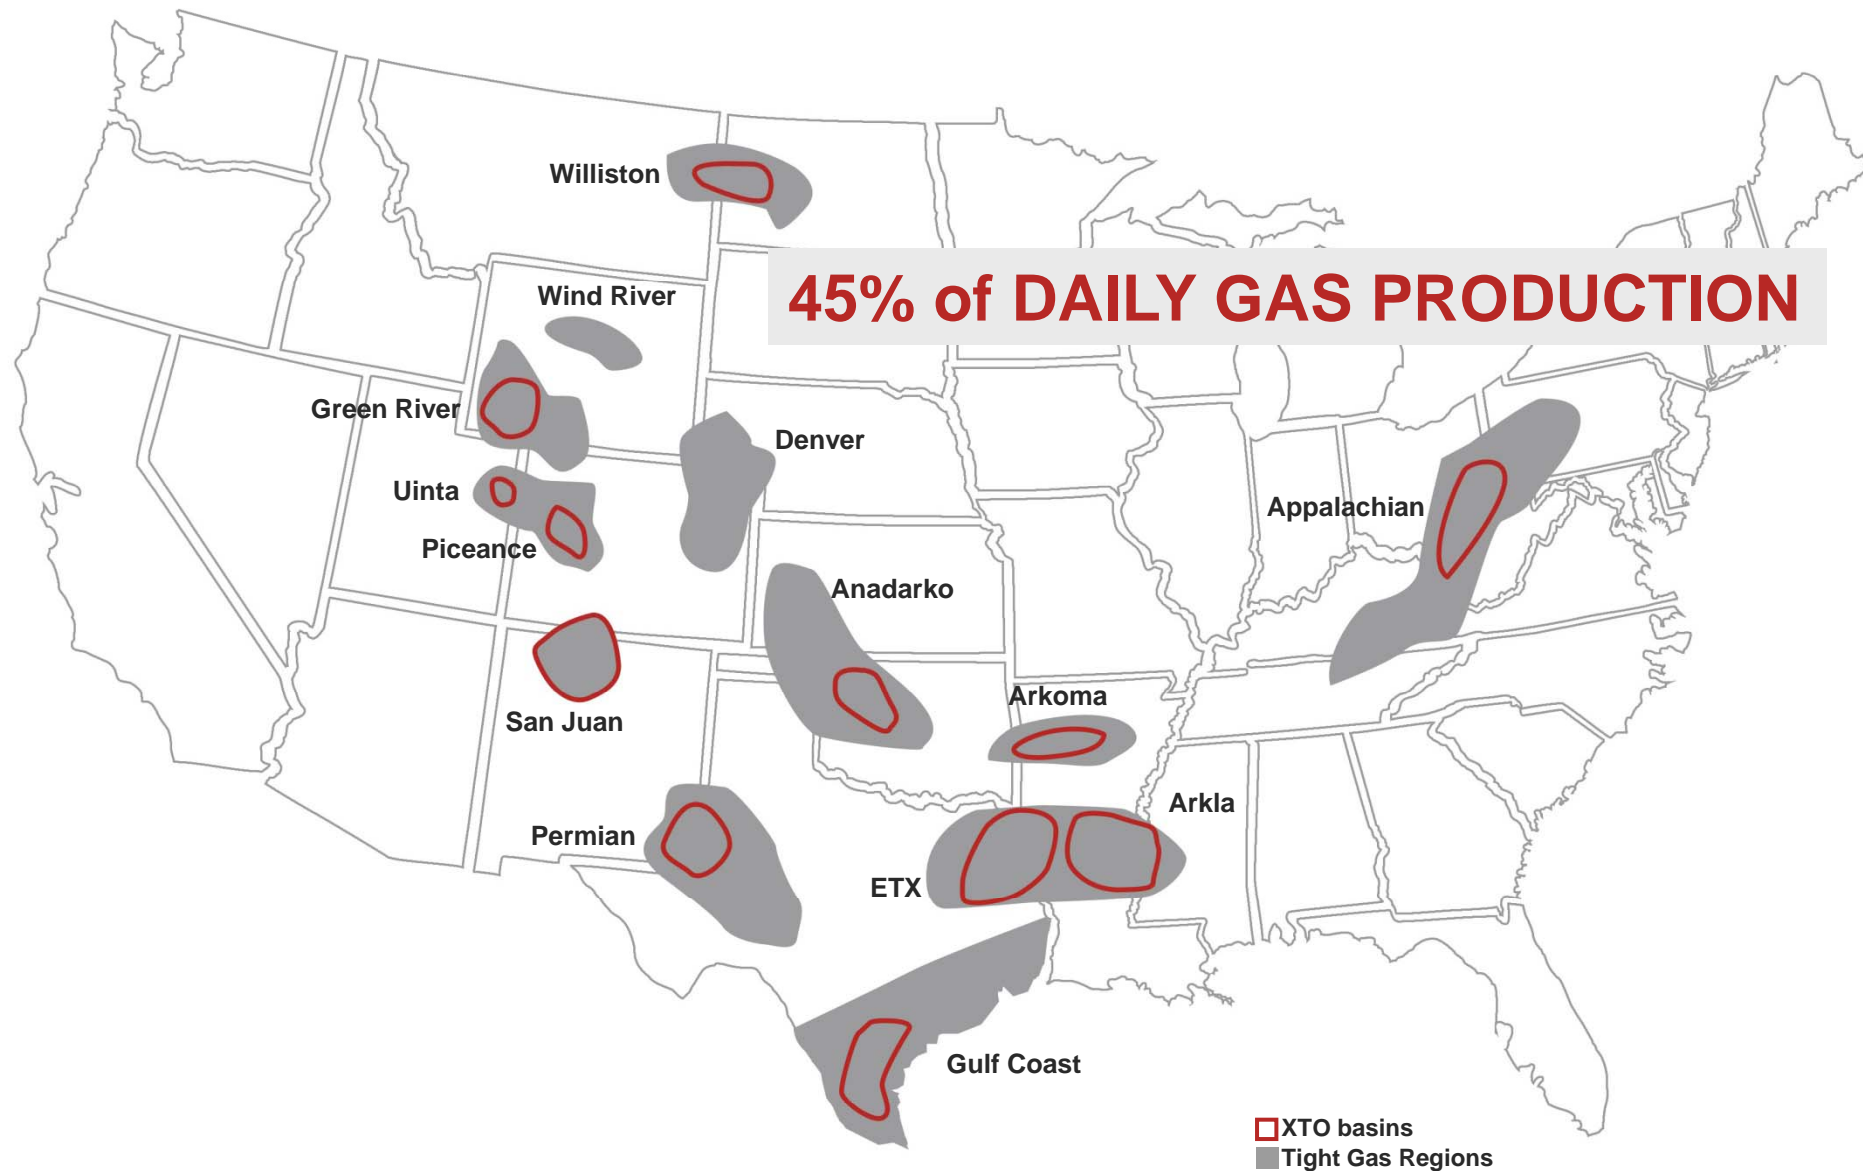 Williston
45% of DAILY GAS PRODUCTION
Wind River
Green River
Denver
Uinta
Appalachian
Piceance
Anadarko
Arkoma
San Juan
Arkla
Permian
ETX
Gulf Coast
XTO basins
Tight Gas Regions